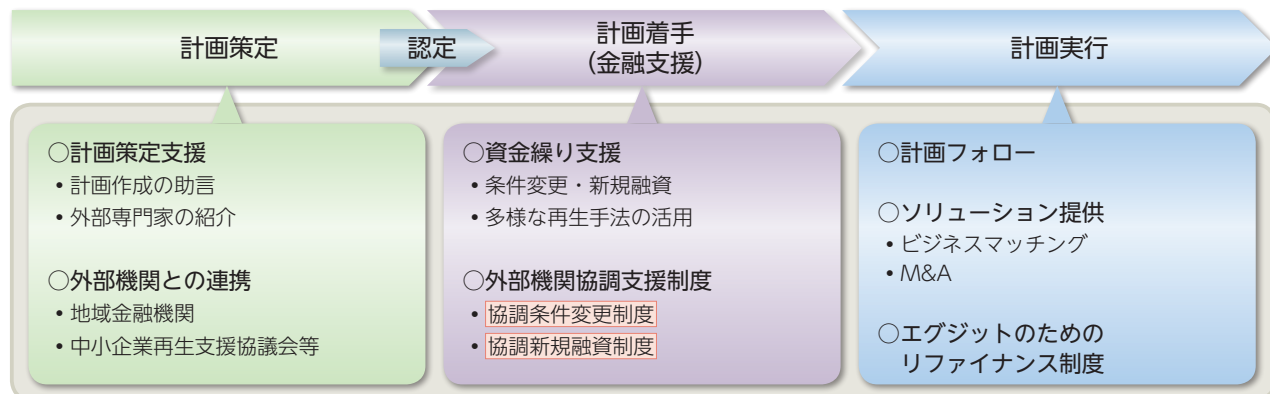 計画策定
認定
計画着手
(金融支援)
計画実行
○計画策定支援
•計画作成の助言
•外部専門家の紹介
○外部機関との連携
•地域金融機関
•中小企業再生支援協議会等
○資金繰り支援
•条件変更・新規融資
•多様な再生手法の活用
○外部機関協調支援制度
•協調条件変更制度
•協調新規融資制度
○計画フォロー
○ソリューション提供
•ビジネスマッチング
•M&A
○エグジットのための
リファイナンス制度